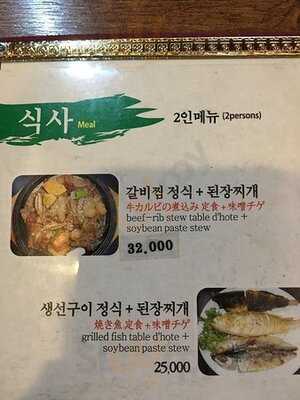 식사 Meal
2인메뉴 (2persons)
갈비찜 정식 + 된장찌개
牛カルビの煮込み 定食 + 味噌チゲ
beef-rib stew table d'hote +
soybean paste stew
32,000
생선구이 정식 + 된장찌개
焼き魚 定食 + 味噌チゲ
grilled fish table d'hote +
soybean paste stew
25,000